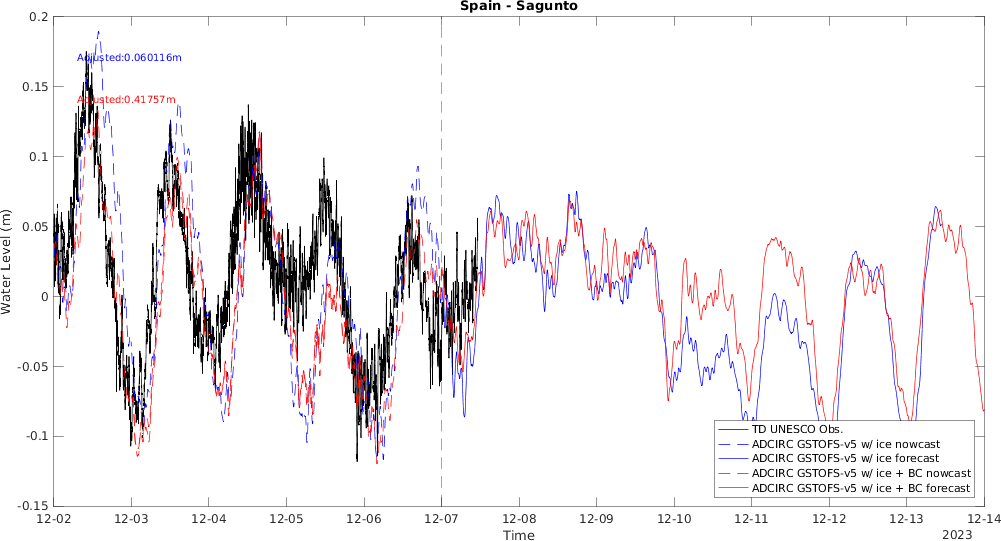 Spain - Sagunto
0.2
0.15
0.1
0.05
0
-0.05
-0.1
-0.15
Water Level (m)
Adjusted:0.060116m
Adjusted:0.41757m
TD UNESCO Obs.
ADCIRC GSTOFS-v5 w/ ice nowcast
ADCIRC GSTOFS-v5 w/ ice forecast
ADCIRC GSTOFS-v5 w/ ice + BC nowcast
ADCIRC GSTOFS-v5 w/ ice + BC forecast
12-02 12-03 12-04 12-05 12-06 12-07 12-08 12-09 12-10 12-11 12-12 12-13 12-14
Time
2023